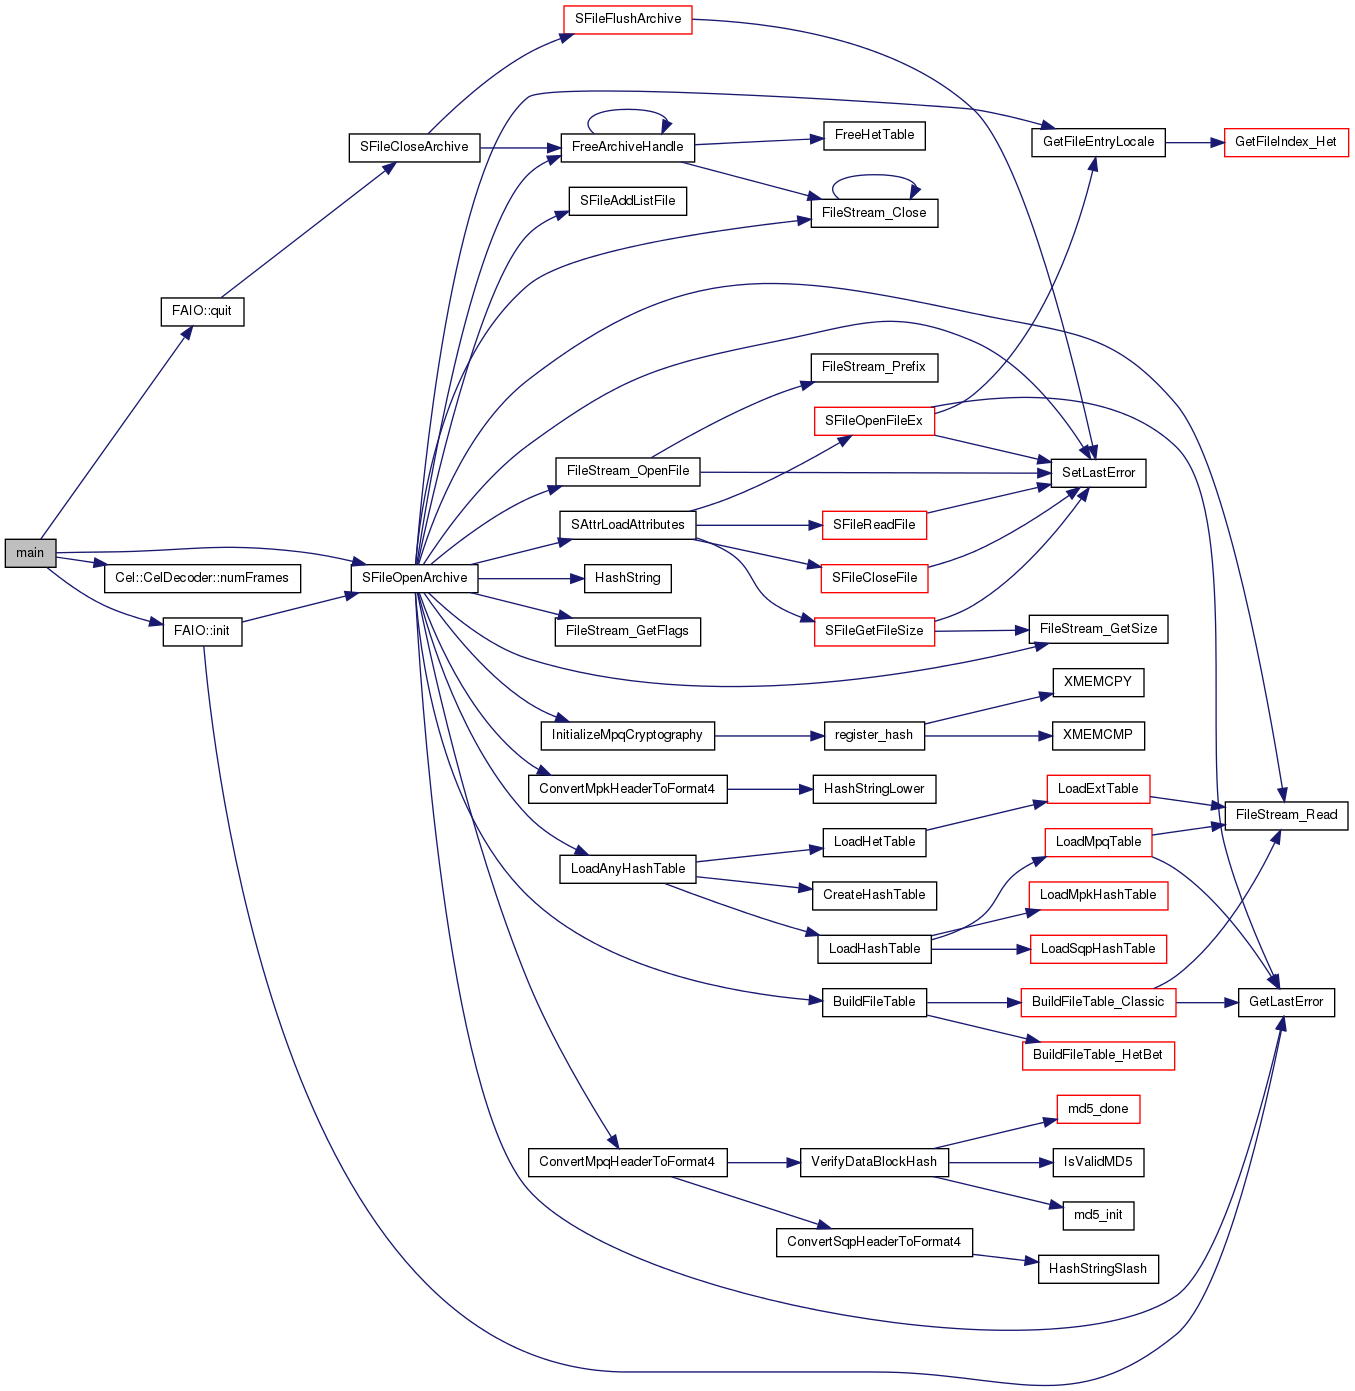 SFileFlushArchive
SFileCloseArchive
FreeArchiveHandle
FreeHetTable
GetFileEntryLocale
GetFileIndex_Het
SFileAddListFile
FileStream_Close
FAIO::quit
FileStream_Prefix
SFileOpenFileEx
FileStream_OpenFile
SetLastError
SAttrLoadAttributes
SFileReadFile
main
Cel::CelDecoder::numFrames
SFileOpenArchive
HashString
SFileCloseFile
FAIO::init
FileStream_GetFlags
SFileGetFileSize
FileStream_GetSize
XMEMCPY
InitializeMpqCryptography
register_hash
XMEMCMP
ConvertMpkHeaderToFormat4
HashStringLower
LoadExtTable
FileStream_Read
LoadHetTable
LoadMpqTable
LoadAnyHashTable
CreateHashTable
LoadMpkHashTable
LoadHashTable
LoadSqpHashTable
BuildFileTable
BuildFileTable_Classic
GetLastError
BuildFileTable_HetBet
md5_done
ConvertMpqHeaderToFormat4
VerifyDataBlockHash
IsValidMD5
md5_init
ConvertSqpHeaderToFormat4
HashStringSlash